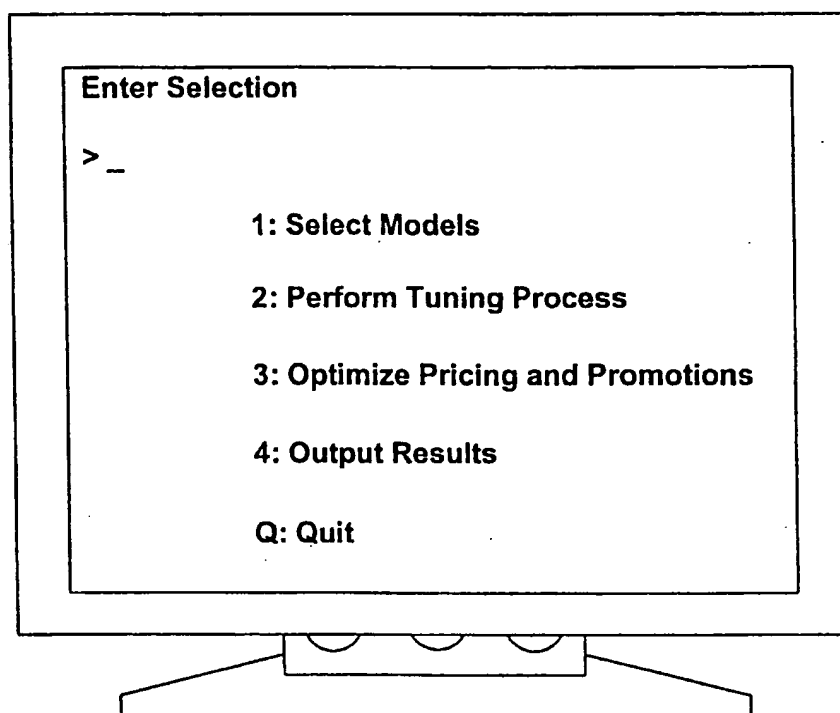 Enter Selection
> _
1: Select Models
2: Perform Tuning Process
3: Optimize Pricing and Promotions
4: Output Results
Q: Quit